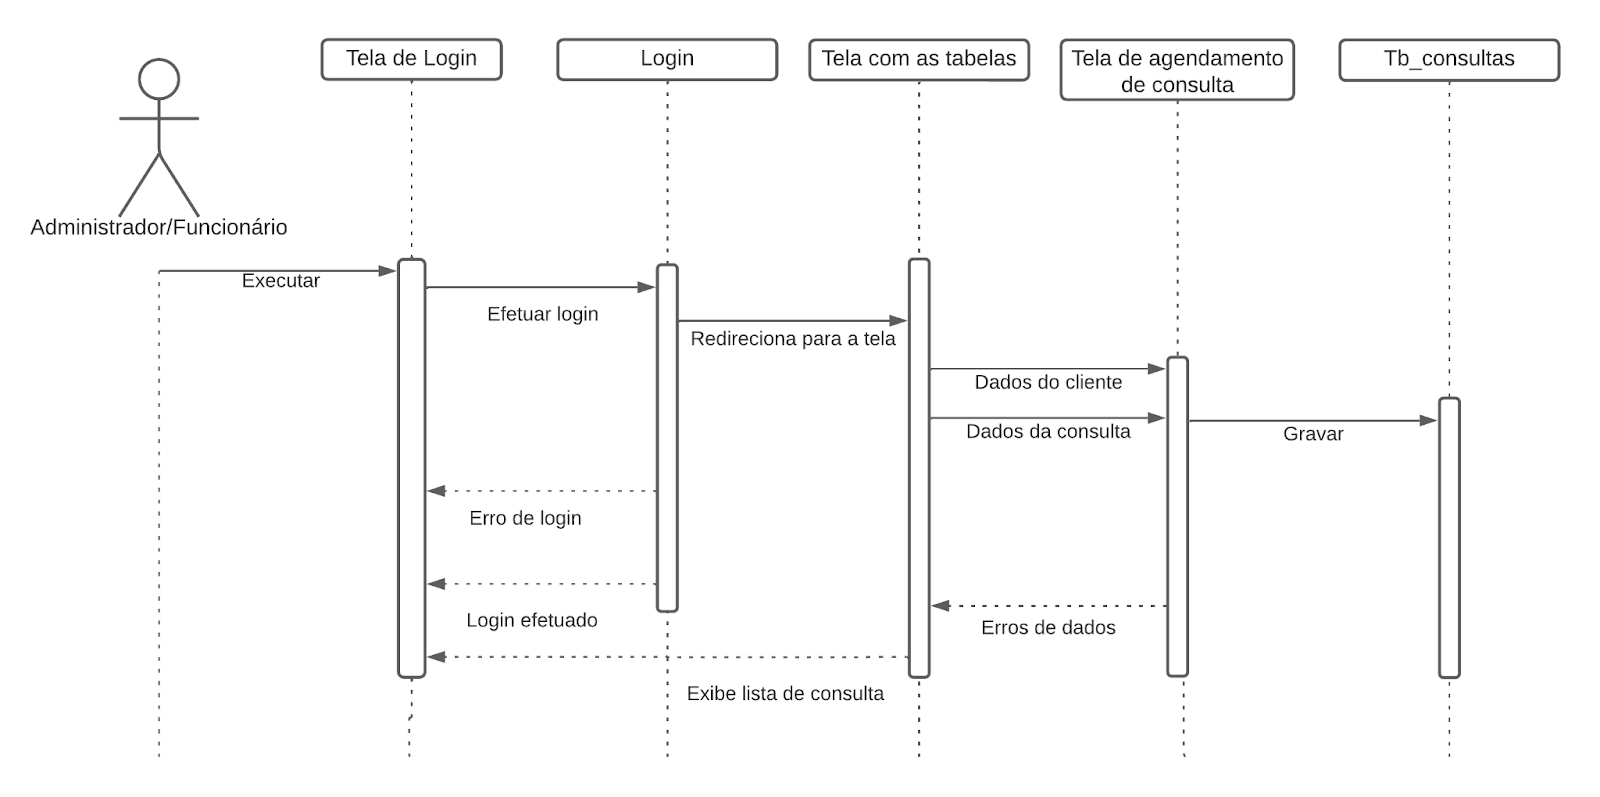 Tela de Login
Login
Tela com as tabelas
Tela de agendamento
de consulta
Tb_consultas
Administrador/Funcionário
Executar
Efetuar login
Redireciona para a tela
Dados do cliente
Dados da consulta
Gravar
Erro de login
Login efetuado
Erros de dados
Exibe lista de consulta